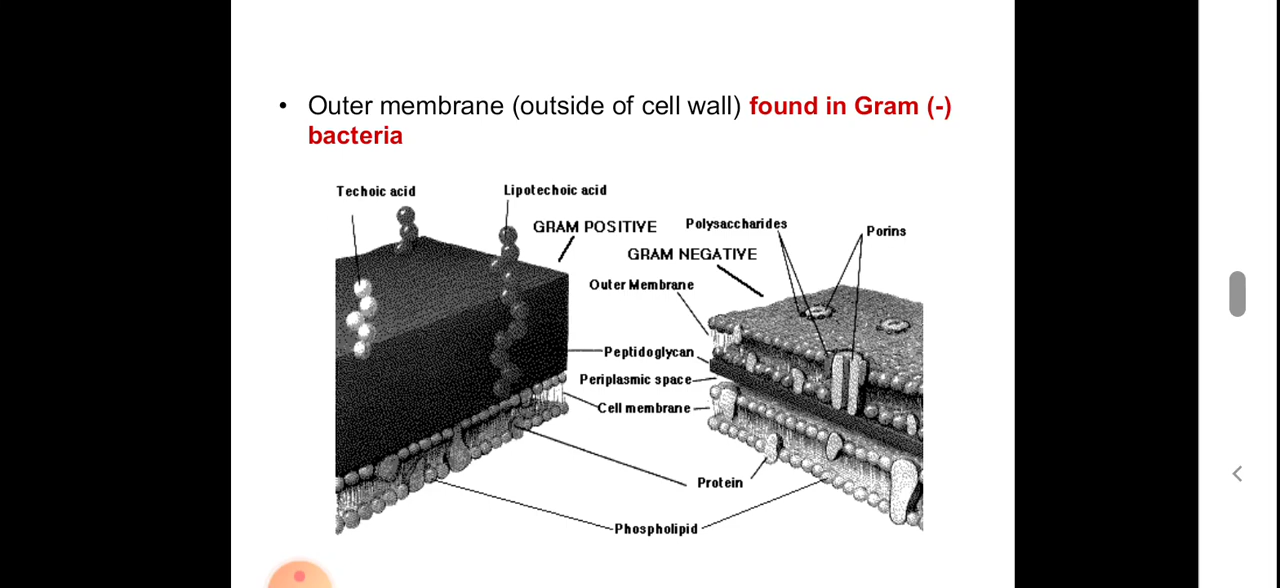 • Outer membrane (outside of cell wall) found in Gram (-)
bacteria
Techoic acid
Lipotechoic acid
GRAM POSITIVE
Polysaccharides
Porins
GRAM NEGATIVE
Outer Membrane
Peptidoglycan
Periplasmic space
Cell membrane
Protein
Phospholipid